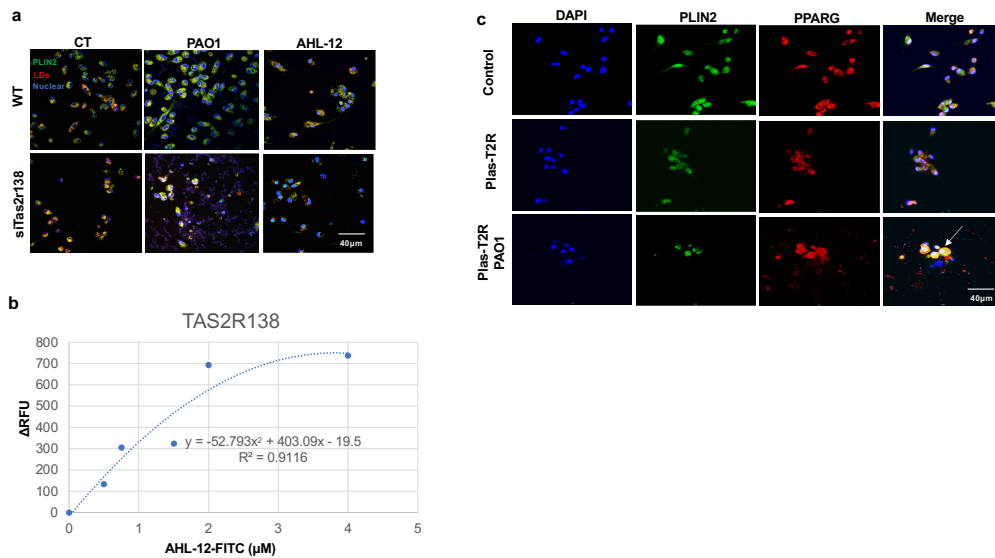 a
CT PAO1 AHL-12
PLIN2
LDs
Nuclear
WT
siTas2r138
40μm
b
TAS2R138
800
700
600
500
400
300
200
100
0
ΔRFU
y = -52.793x² + 403.09x - 19.5
R² = 0.9116
0 1 2 3 4 5
AHL-12-FITC (μM)
c
DAPI PLIN2 PPARG Merge
Control
Plas-T2R
Plas-T2R
PAO1
40μm